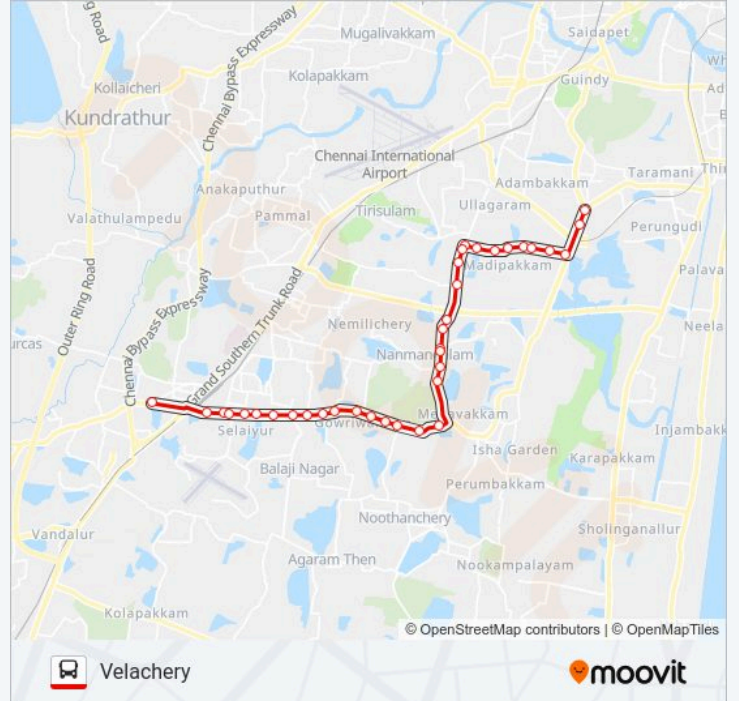 ng Road
Mugalivakkam
Saidapet
Kollaicheri
Kolapakkam
Guindy
Chennai Bypass Expressway
Kundrathur
Chennai International
Airport
Taramani
Adambakkam
Anakaputhur
Valathulampedu
Pammal
Tirisulam
Ullagaram
Perungudi
Madipakkam
Palava
Outer Ring Road
Chennai Bypass Expressway
Grand Southern Trunk Road
Nemilichery
Neela
urcas
Nanmangalam
Selaiyur
Isha Garden
Injambakk
Karapakkam
Balaji Nagar
Perumbakkam
Noothanchery
Sholinganallur
Vandalur
Agaram Then
Nookampalayam
Kolapakkam
© OpenStreetMap contributors | © OpenMapTiles
Velachery
moovit